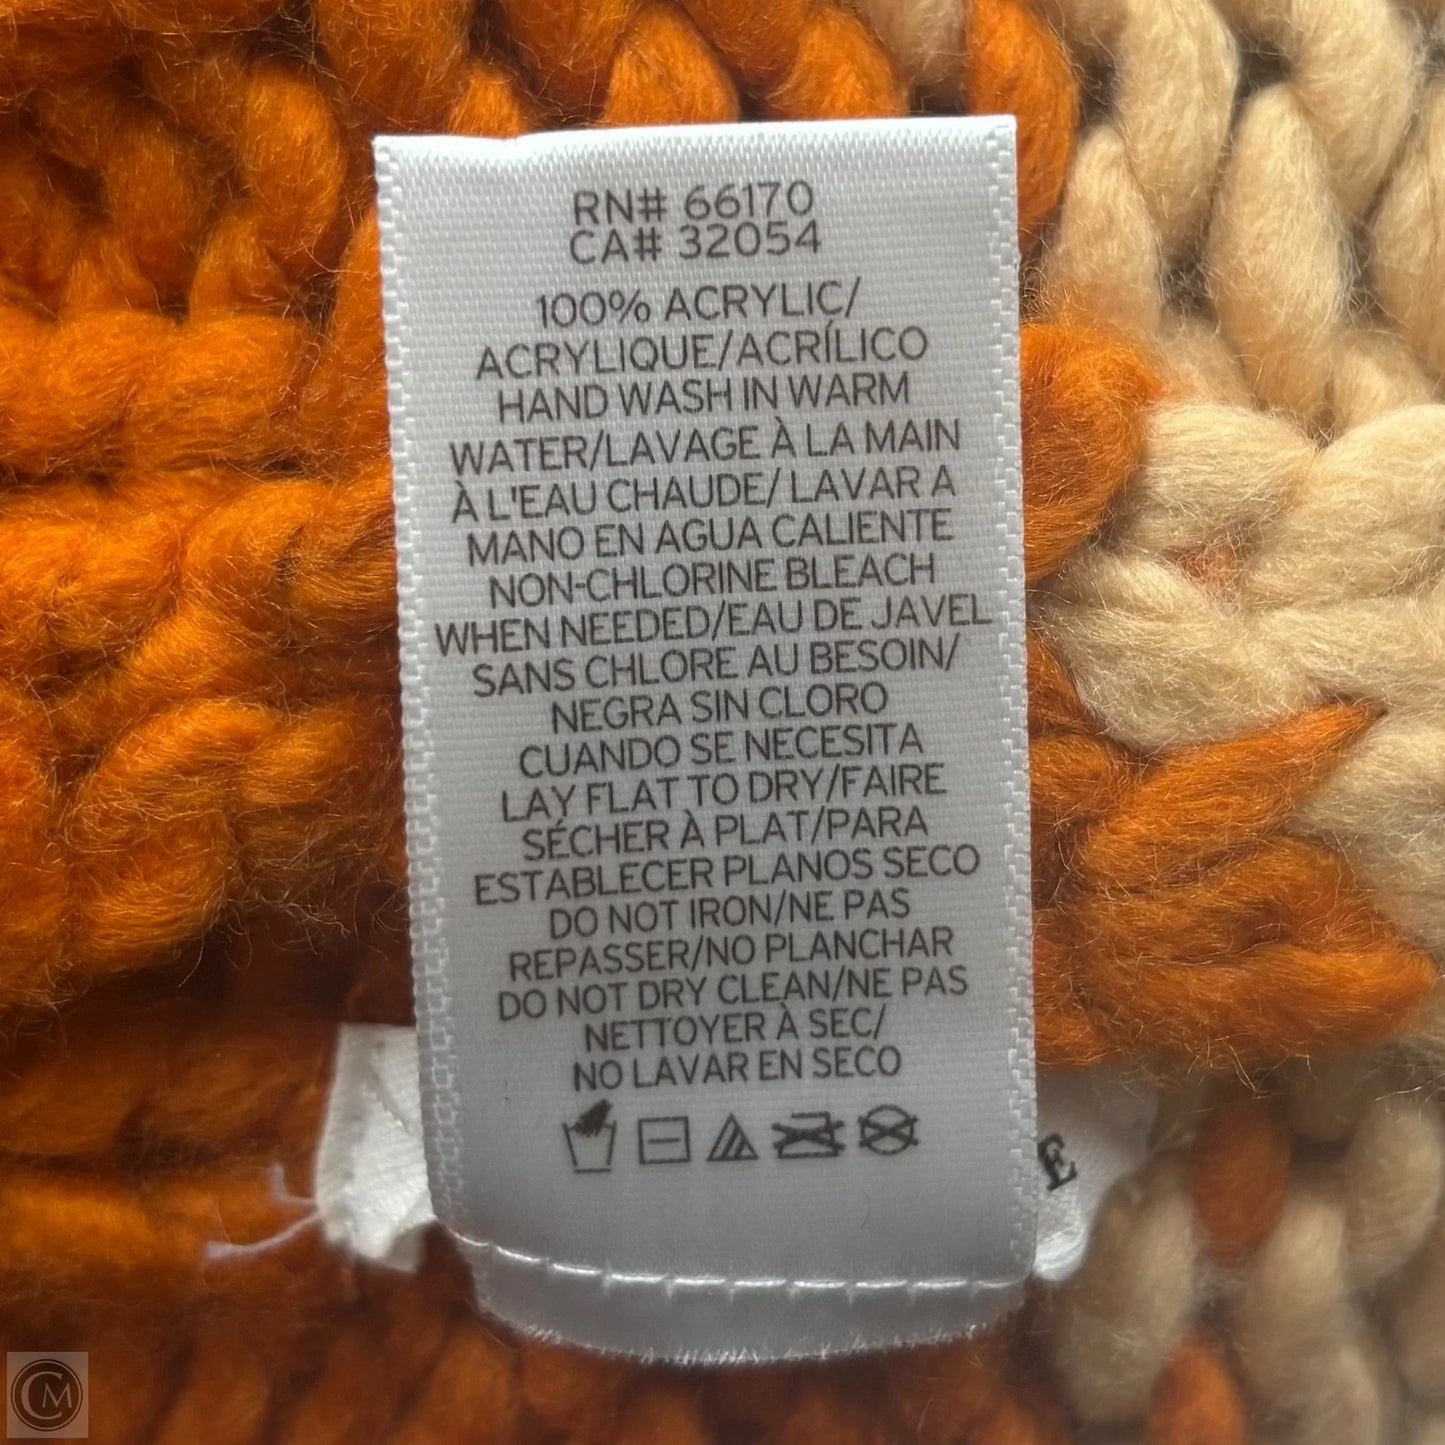 RN# 66170
CA# 32054
100% ACRYLIC/
ACRYLIQUE/ACRÍLICO
HAND WASH IN WARM
WATER/LAVAGE À LA MAIN
À L'EAU CHAUDE/ LAVAR A
MANO EN AGUA CALIENTE
NON-CHLORINE BLEACH
WHEN NEEDED/EAU DE JAVEL
SANS CHLORE AU BESOIN/
NEGRA SIN CLORO
CUANDO SE NECESITA
LAY FLAT TO DRY/FAIRE
SÉCHER À PLAT/PARA
ESTABLECER PLANOS SECO
DO NOT IRON/NE PAS
REPASSER/NO PLANCHAR
DO NOT DRY CLEAN/NE PAS
NETTOYER À SEC/
NO LAVAR EN SECO
E
CM